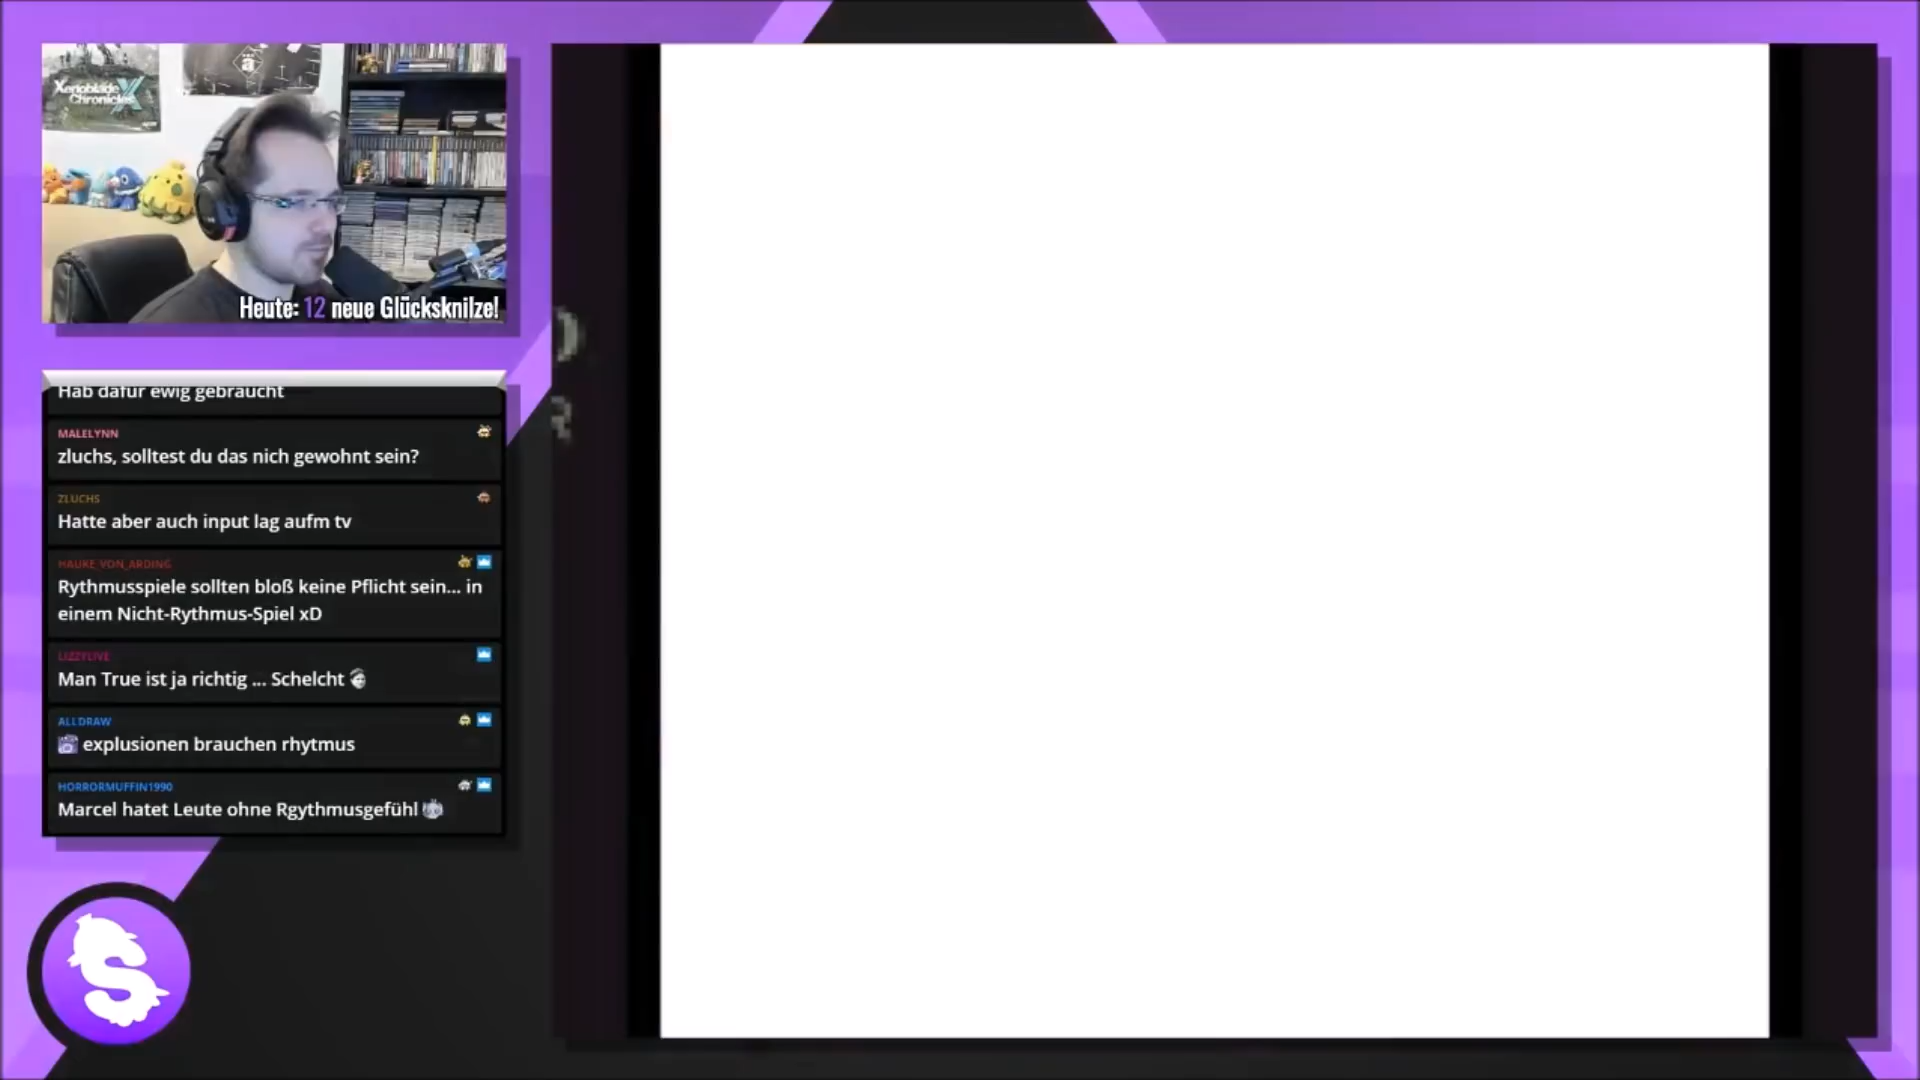 Xenoblade
Chronicles X
Heute: 12 neue Glücksknilze!
Hab dafür ewig gebraucht
MALELYNN
zluchs, solltest du das nich gewohnt sein?
ZLUCHS
Hatte aber auch input lag aufm tv
HAUKE_VON_ARDING
Rythmusspiele sollten bloß keine Pflicht sein... in
einem Nicht-Rythmus-Spiel xD
LIZZYLIVE
Man True ist ja richtig ... Schelcht
ALLDRAW
explusionen brauchen rhytmus
HORRORMUFFIN1990
Marcel hatet Leute ohne Rgythmusgefühl
S